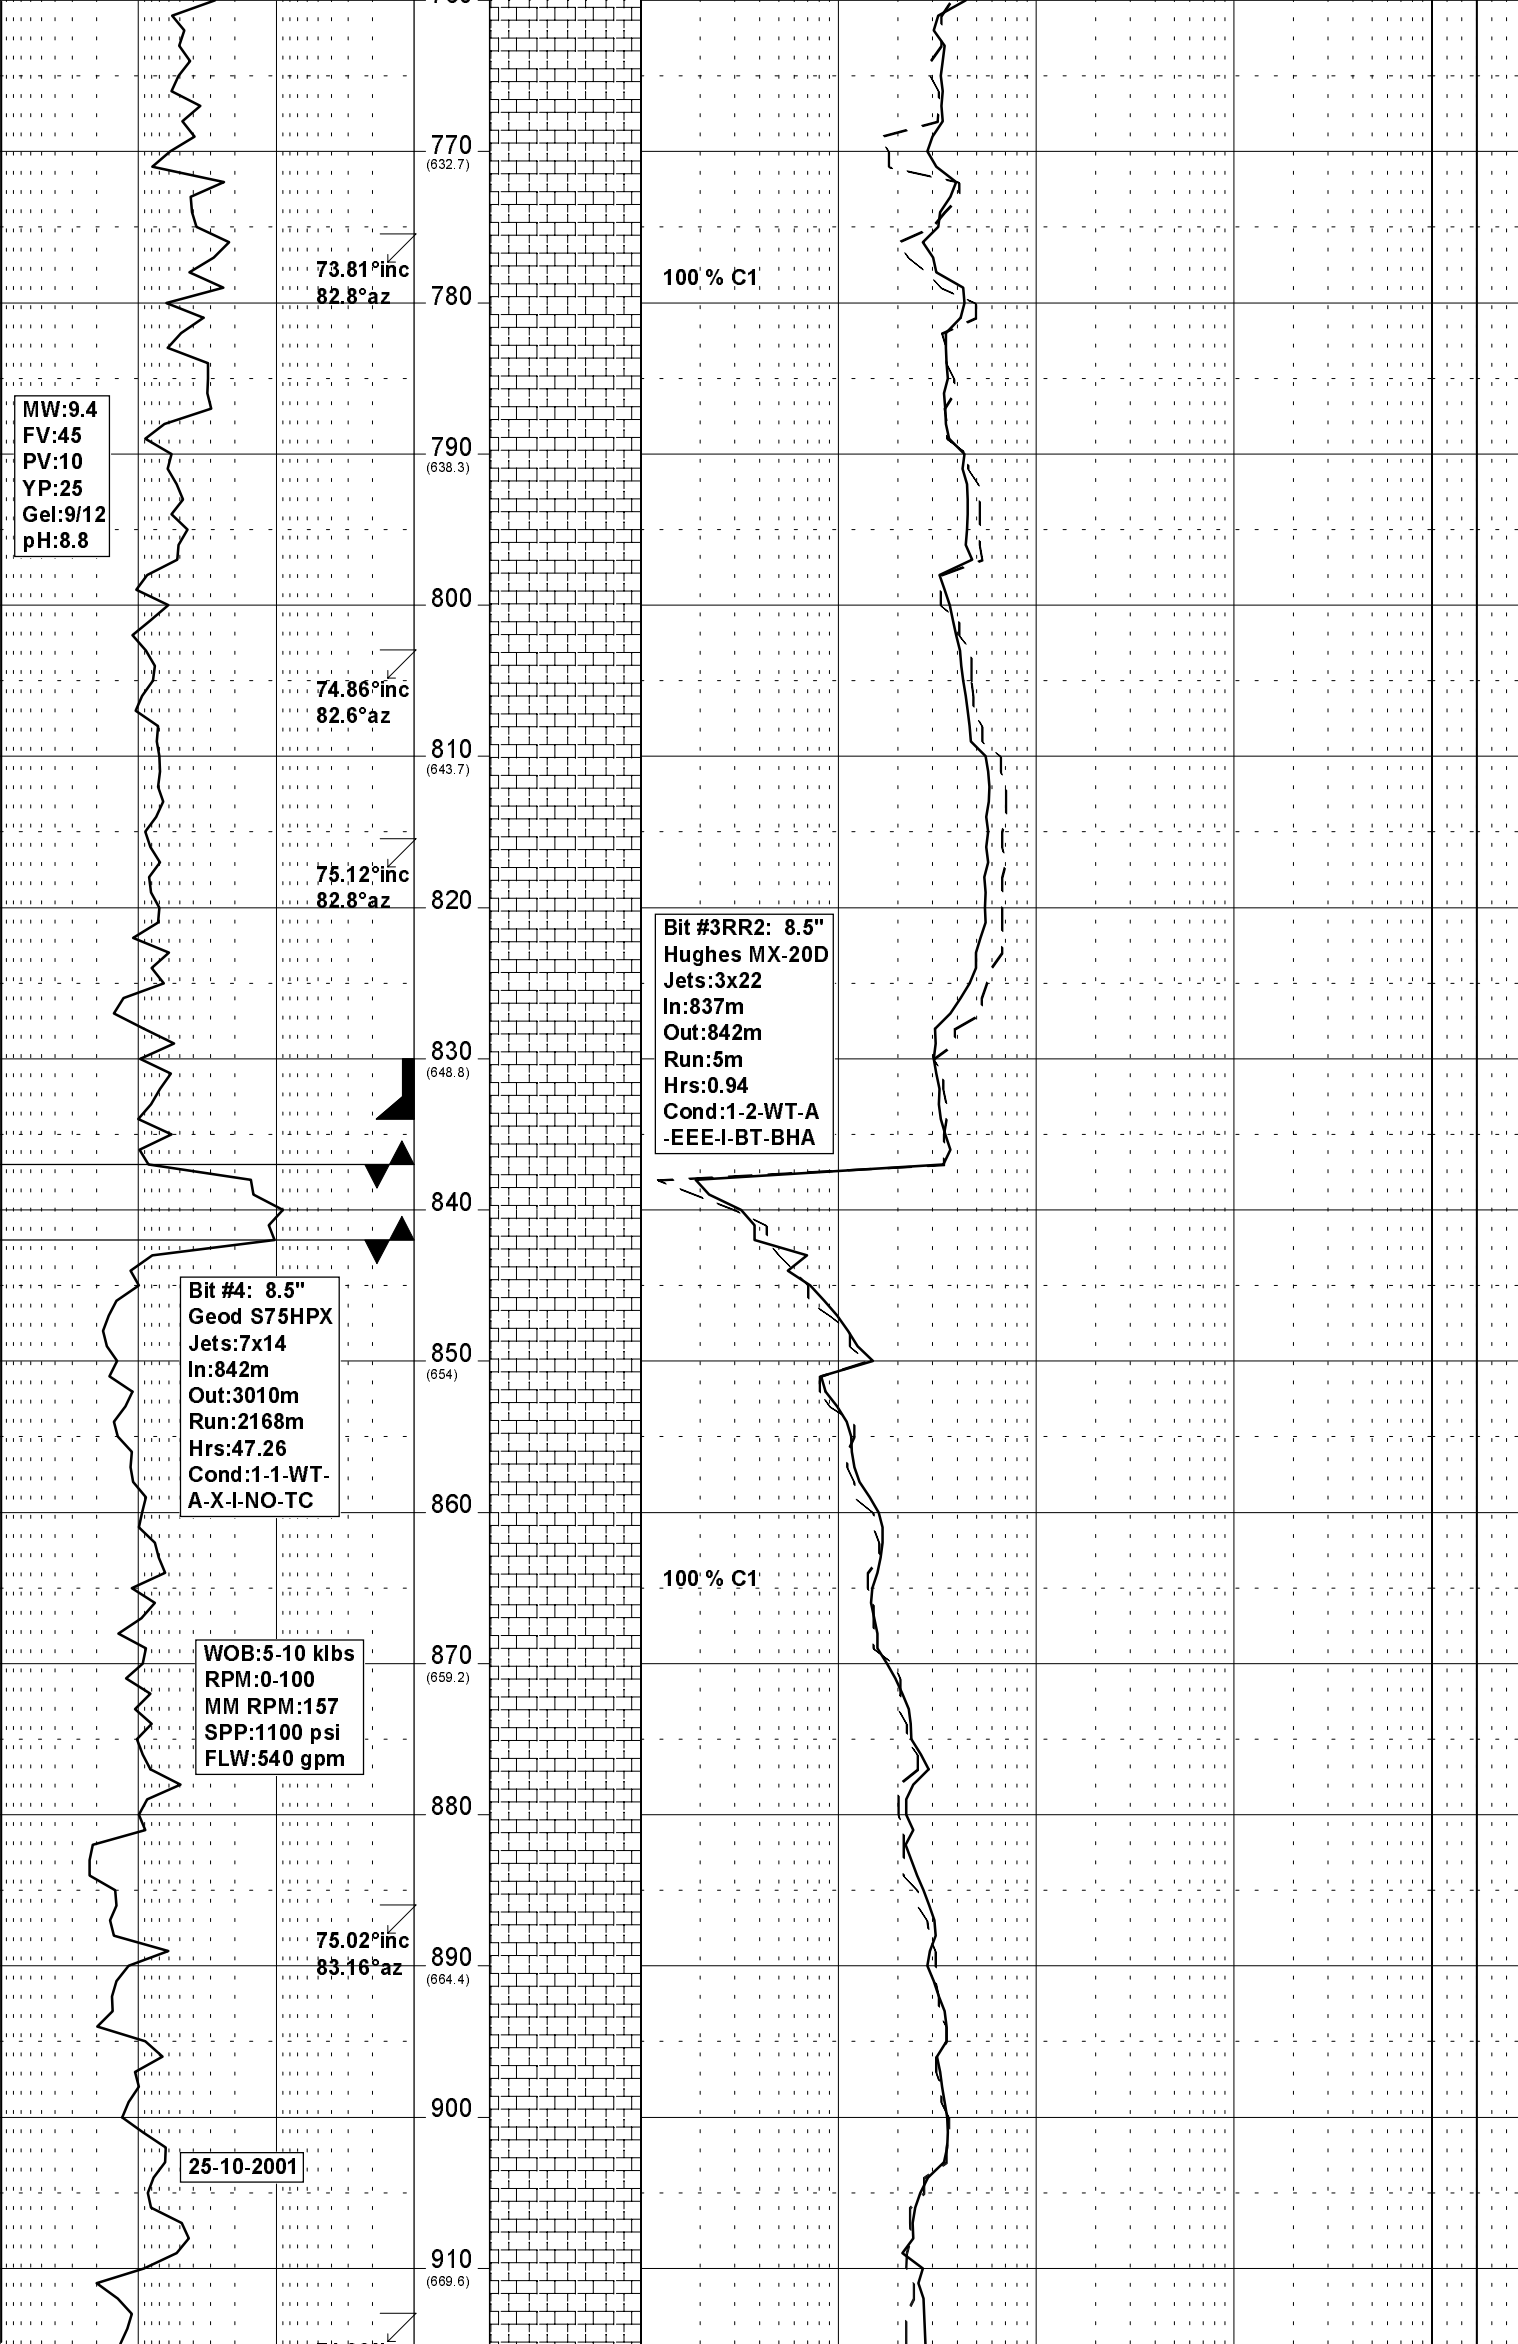 770
(632.7)
73.81°inc
82.8°az
100 % C1
780
MW:9.4
FV:45
PV:10
YP:25
Gel:9/12
pH:8.8
790
(638.3)
800
74.86°inc
82.6°az
810
(643.7)
75.12°inc
82.8°az
820
Bit #3RR2: 8.5"
Hughes MX-20D
Jets:3x22
In:837m
Out:842m
Run:5m
Hrs:0.94
Cond:1-2-WT-A
-EEE-I-BT-BHA
830
(648.8)
840
Bit #4: 8.5"
Geod S75HPX
Jets:7x14
In:842m
Out:3010m
Run:2168m
Hrs:47.26
Cond:1-1-WT-
A-X-I-NO-TC
850
(654)
860
100 % C1
WOB:5-10 klbs
RPM:0-100
MM RPM:157
SPP:1100 psi
FLW:540 gpm
870
(659.2)
880
75.02°inc
83.16°az
890
(664.4)
900
25-10-2001
910
(669.6)